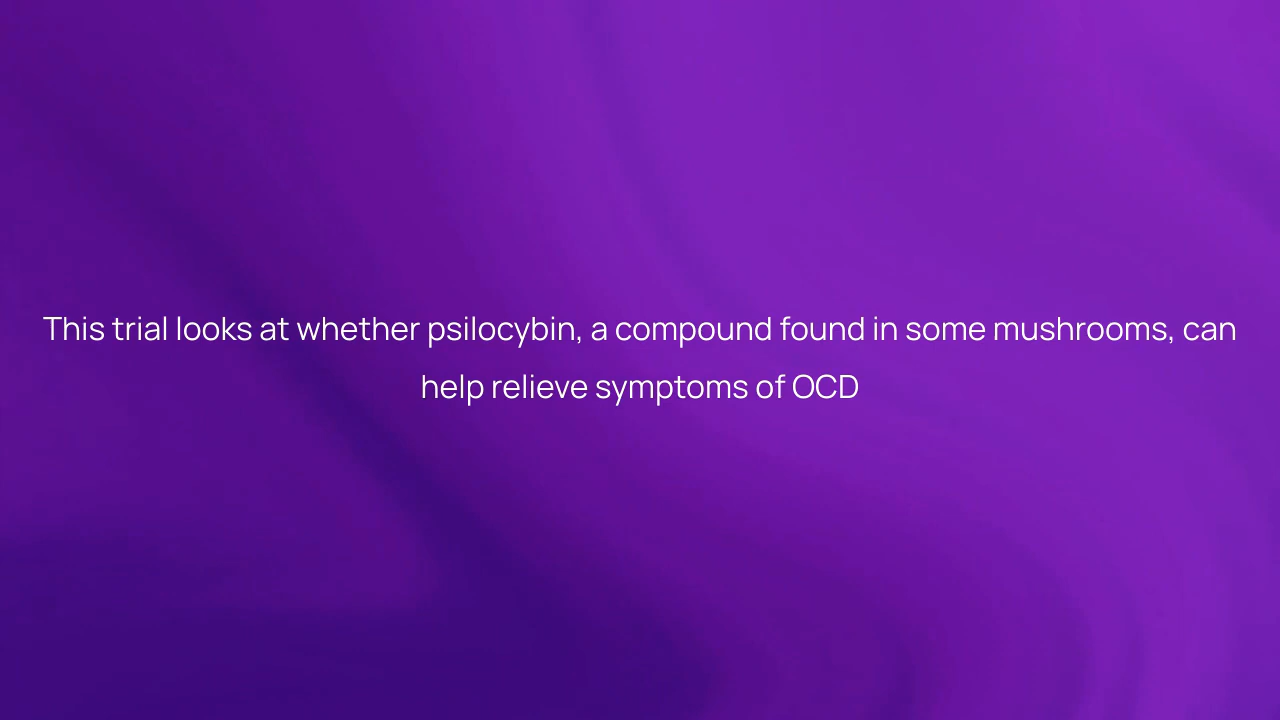 This trial looks at whether psilocybin, a compound found in some mushrooms, can
help relieve symptoms of OCD